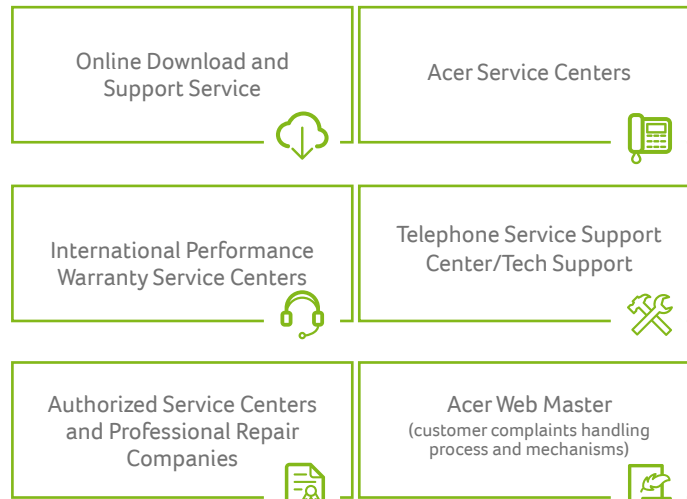 Online Download and
Support Service
Acer Service Centers
International Performance
Warranty Service Centers
Telephone Service Support
Center/Tech Support
Authorized Service Centers
and Professional Repair
Companies
Acer Web Master
(customer complaints handling
process and mechanisms)